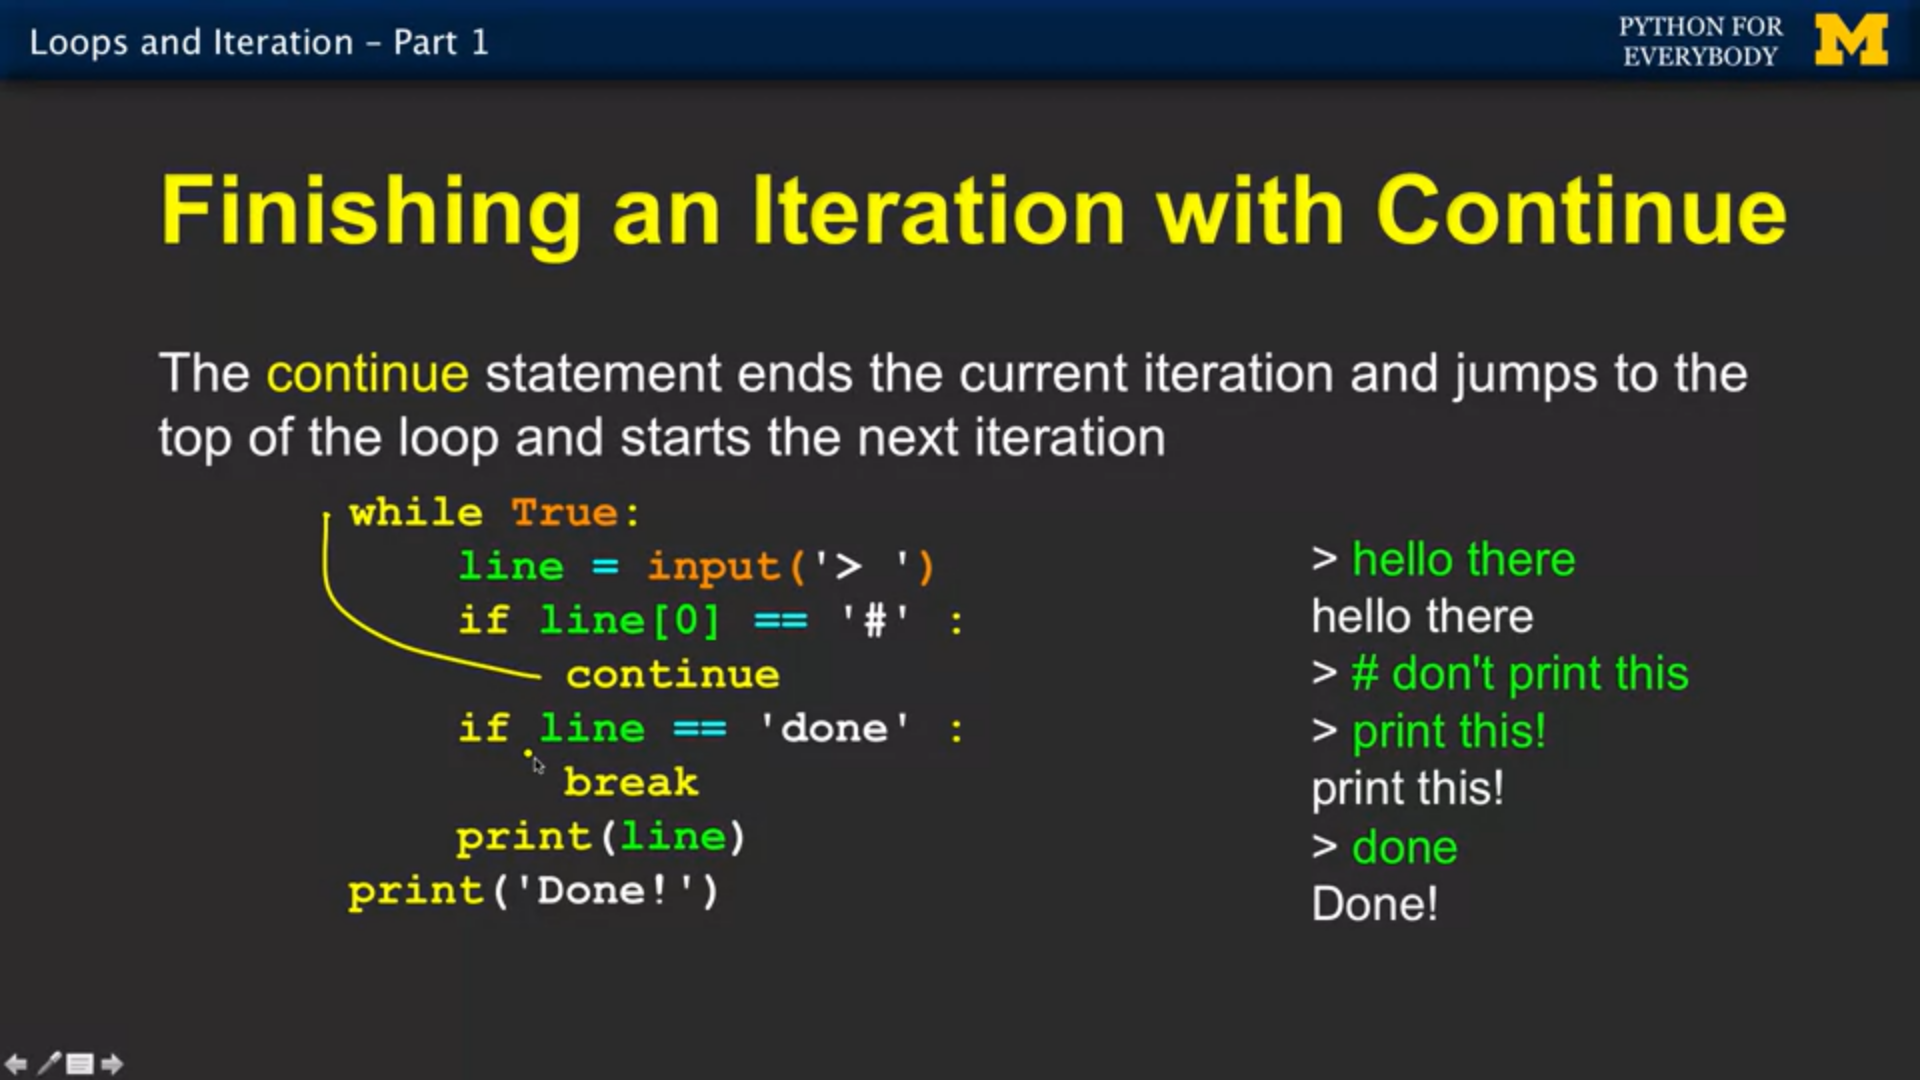 Loops and Iteration – Part 1
PYTHON FOR
EVERYBODY
M
Finishing an Iteration with Continue
The continue statement ends the current iteration and jumps to the
top of the loop and starts the next iteration
while True:
    line = input('> ')
    if line[0] == '#' :
        continue
    if line == 'done' :
        break
    print(line)
print('Done!')
> hello there
hello there
> # don't print this
> print this!
print this!
> done
Done!